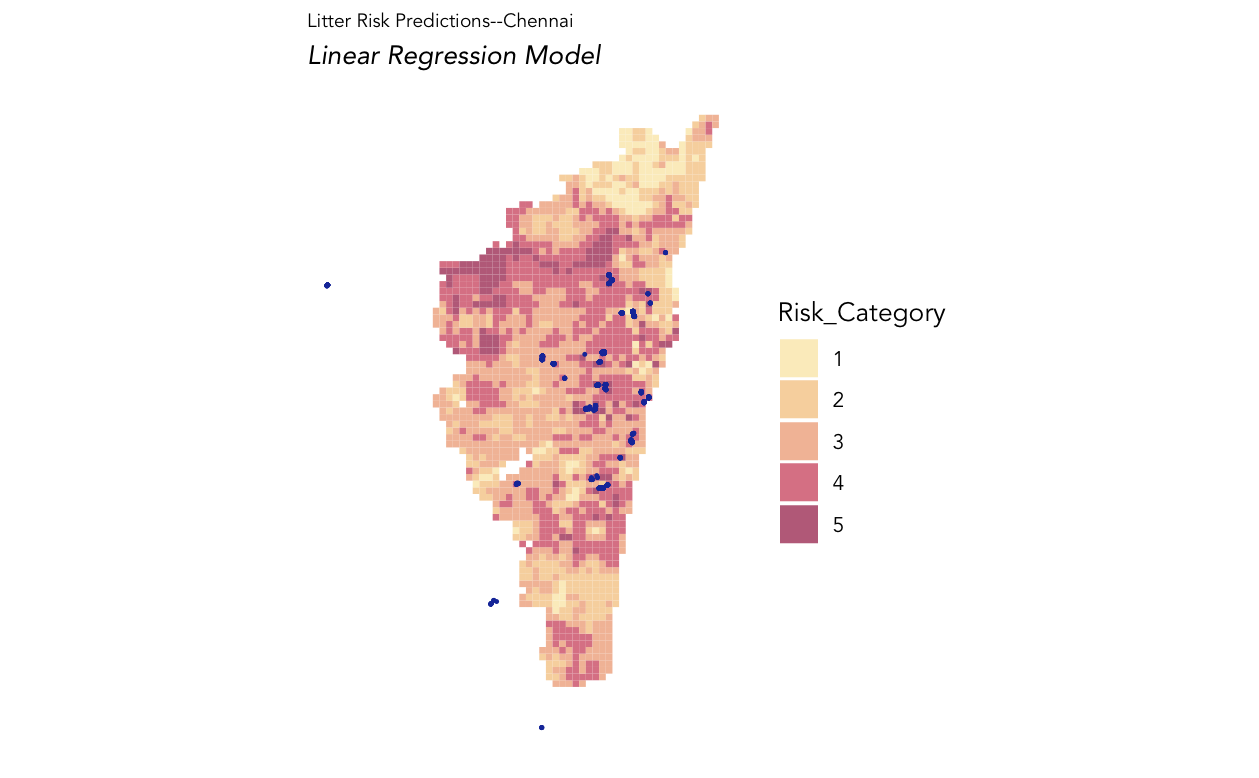 Litter Risk Predictions--Chennai
Linear Regression Model
Risk_Category
1
2
3
4
5